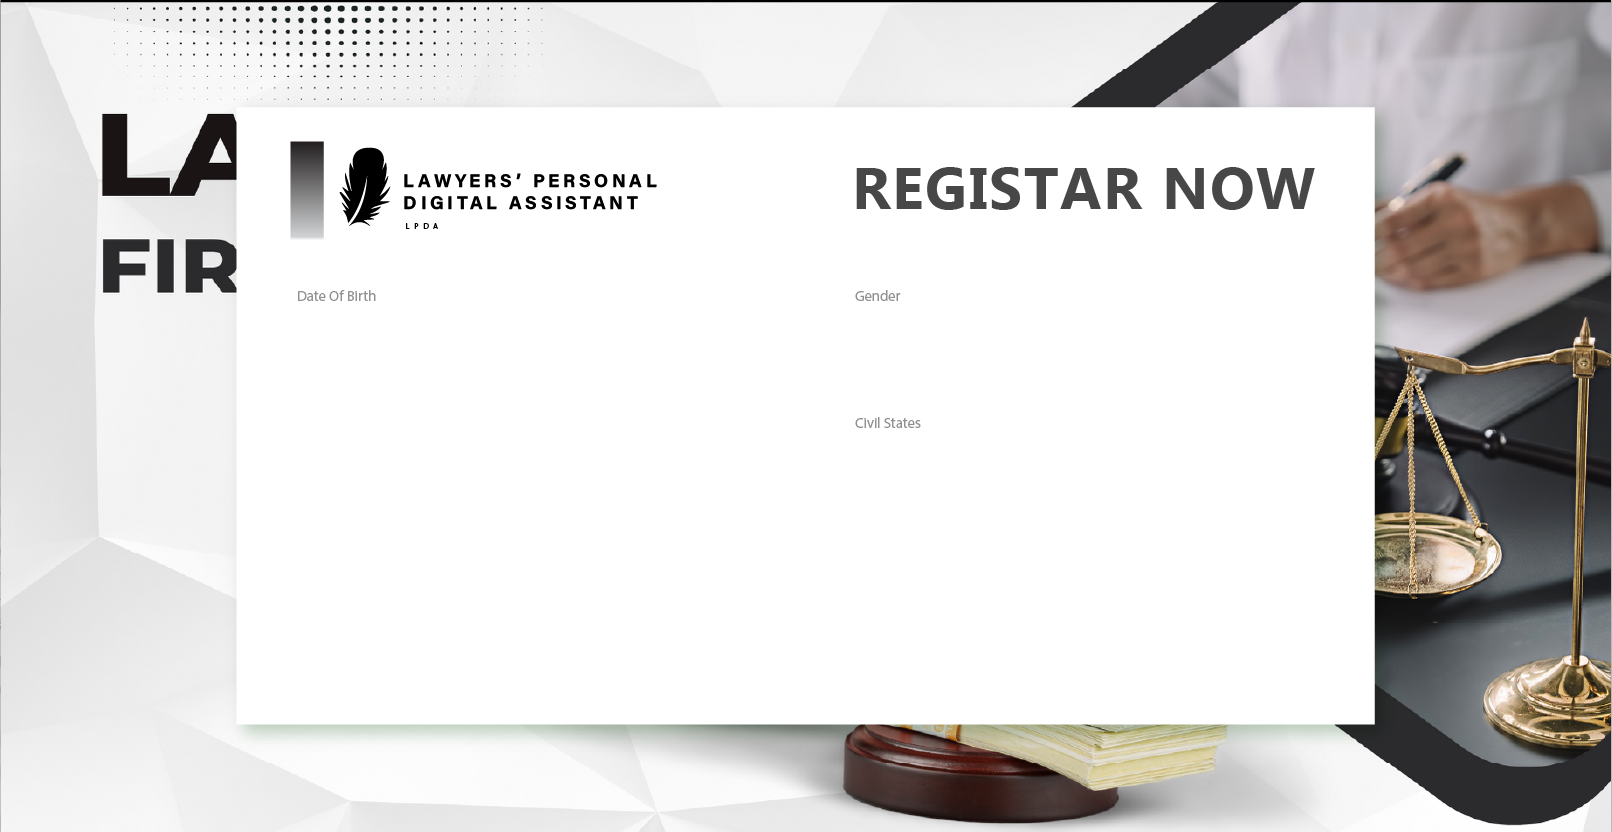 LA
FIR
LAWYERS’ PERSONAL
DIGITAL ASSISTANT
LPDA
REGISTAR NOW
Date Of Birth
Gender
Civil States